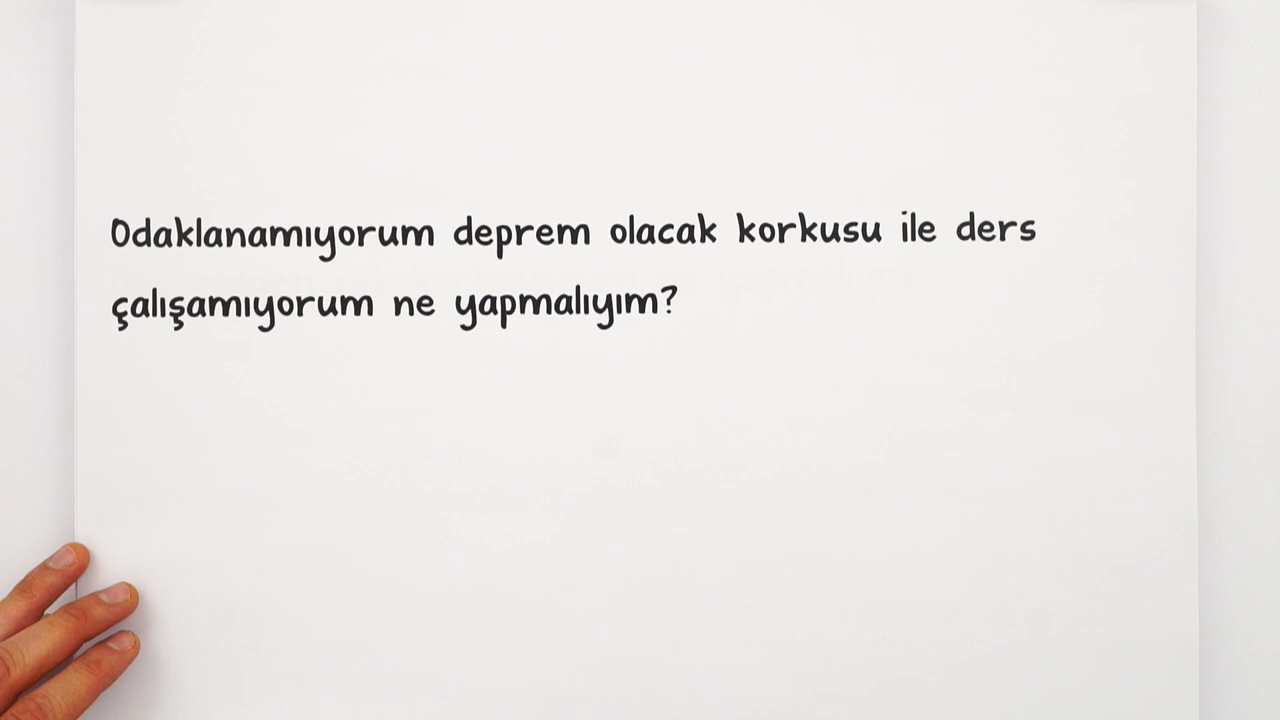 Odaklanamıyorum deprem olacak korkusu ile ders
çalışamıyorum ne yapmalıyım?